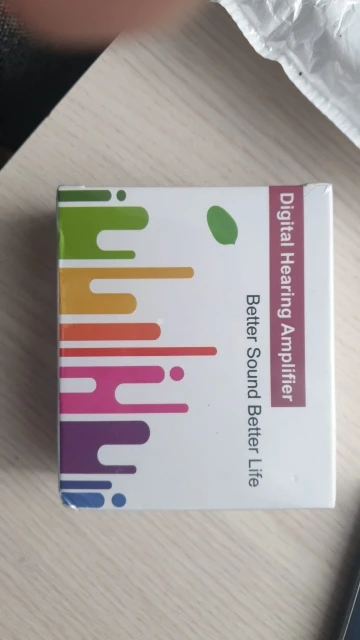 Digital Hearing Amplifier
Better Sound Better Life